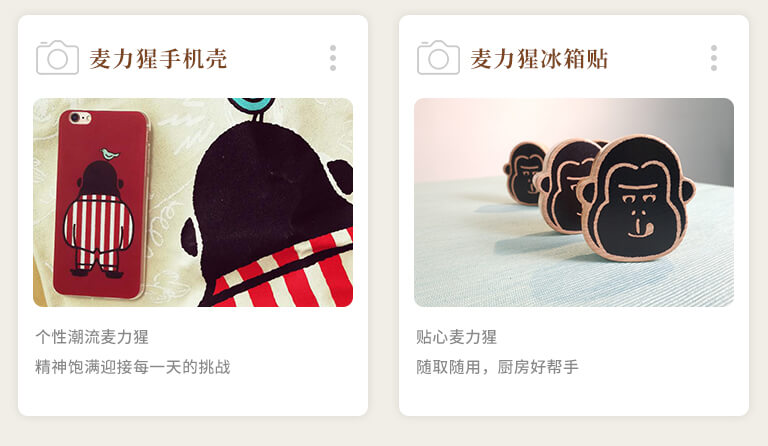 麦力猩手机壳
个性潮流麦力猩
精神饱满迎接每一天的挑战
麦力猩冰箱贴
贴心麦力猩
随取随用，厨房好帮手